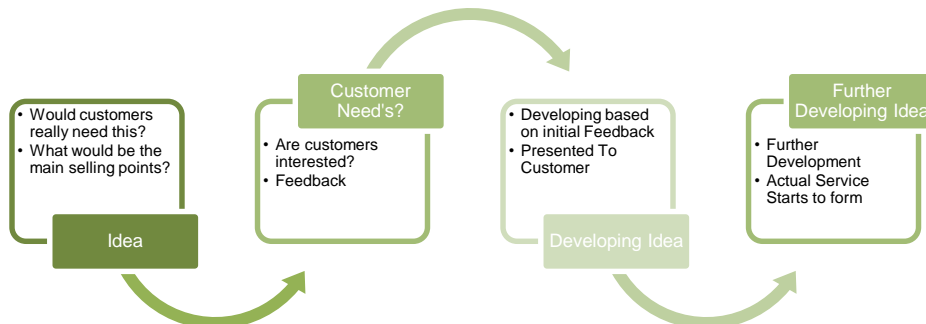 • Would customers
really need this?
• What would be the
main selling points?
Idea
Customer
Need's?
• Are customers
interested?
• Feedback
• Developing based
on initial Feedback
• Presented To
Customer
Developing Idea
Further
Developing Idea
• Further
Development
• Actual Service
Starts to form